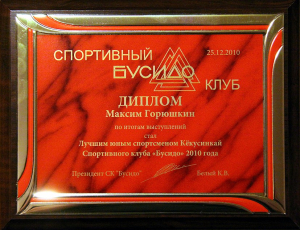 СПОРТИВНЫЙ
25.12.2010
БУСИДО
КЛУБ
ДИПЛОМ
Максим Горюшкин
по итогам выступлений
стал
Лучшим юным спортсменом Кёкусинкай
Спортивного клуба «Бусидо» 2010 года
Президент СК "Бусидо" Белый К.В.